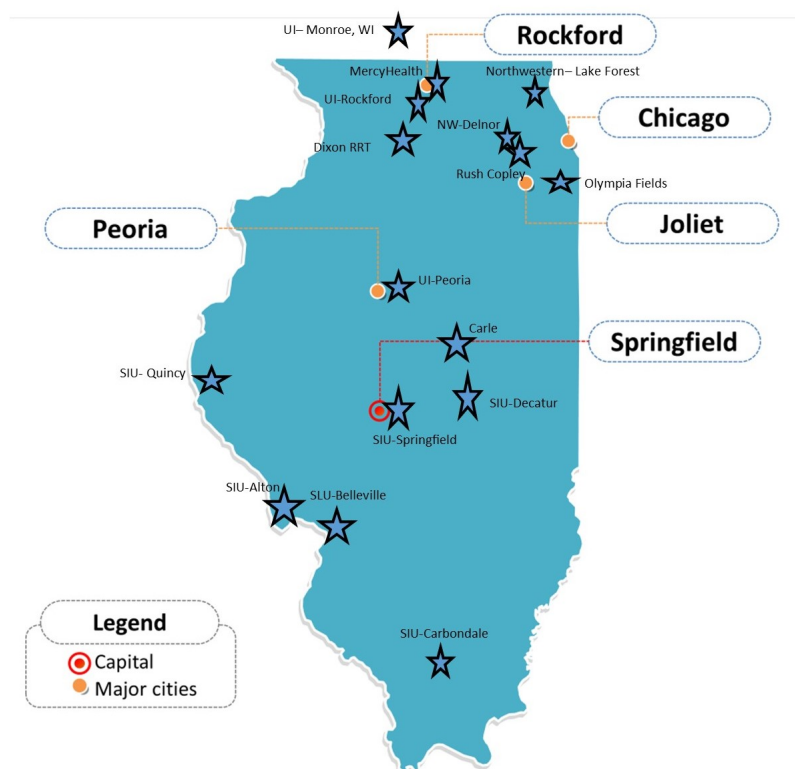 UI– Monroe, WI
Rockford
MercyHealth
Northwestern– Lake Forest
UI-Rockford
Chicago
NW-Delnor
Dixon RRT
Rush Copley
Olympia Fields
Peoria
Joliet
UI-Peoria
Carle
Springfield
SIU- Quincy
SIU-Decatur
SIU-Springfield
SIU-Alton
SLU-Belleville
Legend
SIU-Carbondale
Capital
Major cities